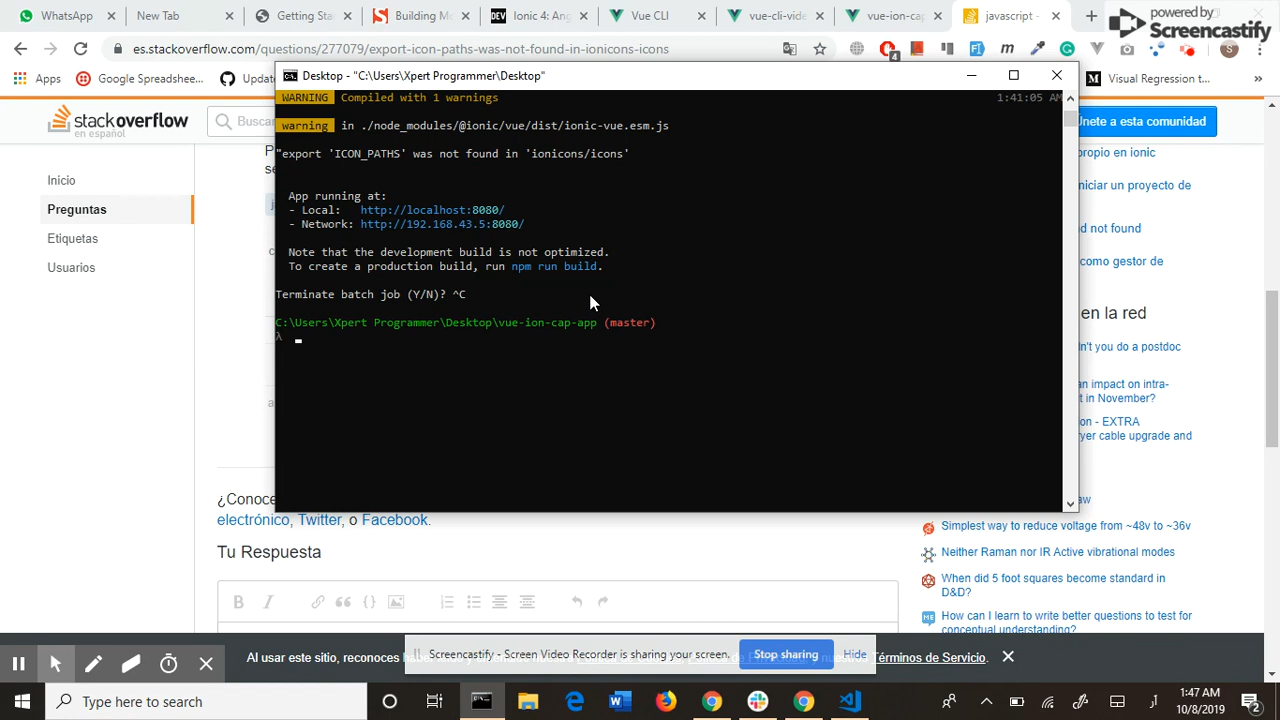 WhatsApp
New Tab
Getting Sta
Building Mo
DEV
Ionic 4: Ang
Vue CLI
vue-cli-vide
vue-ion-cap
javascript -
powered by
Screencastify
es.stackoverflow.com/questions/277079/export-icon-paths-was-not-found-in-ionicons-icons
4
Apps
Google Spreadsheet...
Update
Visual Regression t...
Desktop - "C:\Users\Xpert Programmer\Desktop"
WARNING Compiled with 1 warnings
1:41:05 AM
warning in ./node_modules/@ionic/vue/dist/ionic-vue.esm.js
"export 'ICON_PATHS' was not found in 'ionicons/icons'
App running at:
- Local: http://localhost:8080/
- Network: http://192.168.43.5:8080/
Note that the development build is not optimized.
To create a production build, run npm run build.
Terminate batch job (Y/N)? ^C
C:\Users\Xpert Programmer\Desktop\vue-ion-cap-app (master)
λ
stackoverflow
en español
Buscar
Únete a esta comunidad
Inicio
Preguntas
Etiquetas
Usuarios
propio en ionic
niciar un proyecto de
ed not found
como gestor de
en la red
n't you do a postdoc
an impact on intra-
t in November?
on - EXTRA
yer cable upgrade and
aw
Simplest way to reduce voltage from ~48v to ~36v
Neither Raman nor IR Active vibrational modes
When did 5 foot squares become standard in
D&D?
How can I learn to write better questions to test for
conceptual understanding?
¿Conoce
electrónico, Twitter, o Facebook.
Tu Respuesta
Screencastify - Screen Video Recorder is sharing your screen.
Stop sharing
Hide
Al usar este sitio, reconoces
Términos de Servicio.
Type here to search
1:47 AM
10/8/2019
2